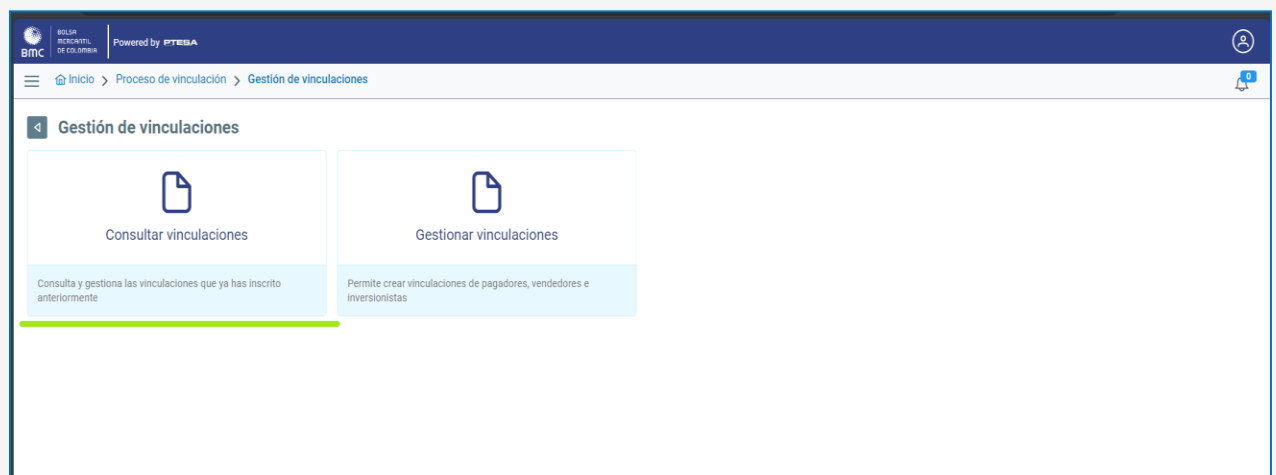 BMC
BOLSA
MERCANTIL
DE COLOMBIA
Powered by PTESA
Inicio > Proceso de vinculación > Gestión de vinculaciones
0
Gestión de vinculaciones
Consultar vinculaciones
Consulta y gestiona las vinculaciones que ya has inscrito
anteriormente
Gestionar vinculaciones
Permite crear vinculaciones de pagadores, vendedores e
inversionistas